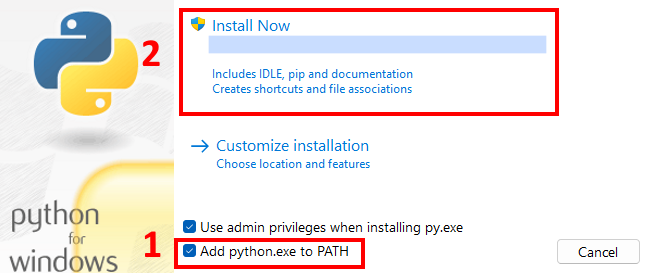 2
Install Now
Includes IDLE, pip and documentation
Creates shortcuts and file associations
Customize installation
Choose location and features
python
for
windows
1
Use admin privileges when installing py.exe
Add python.exe to PATH
Cancel